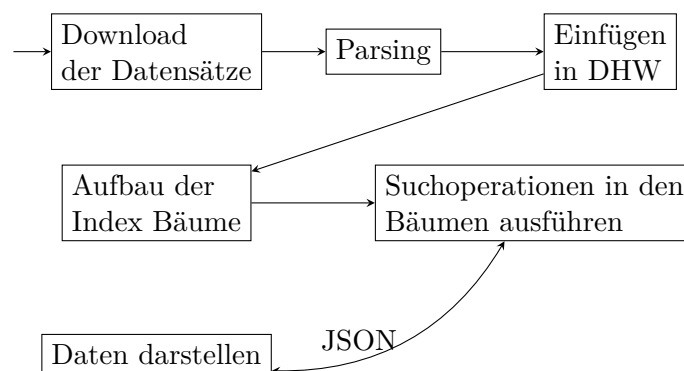 Download
der Datensätze
Parsing
Einfügen
in DHW
Aufbau der
Index Bäume
Suchoperationen in den
Bäumen ausführen
JSON
Daten darstellen